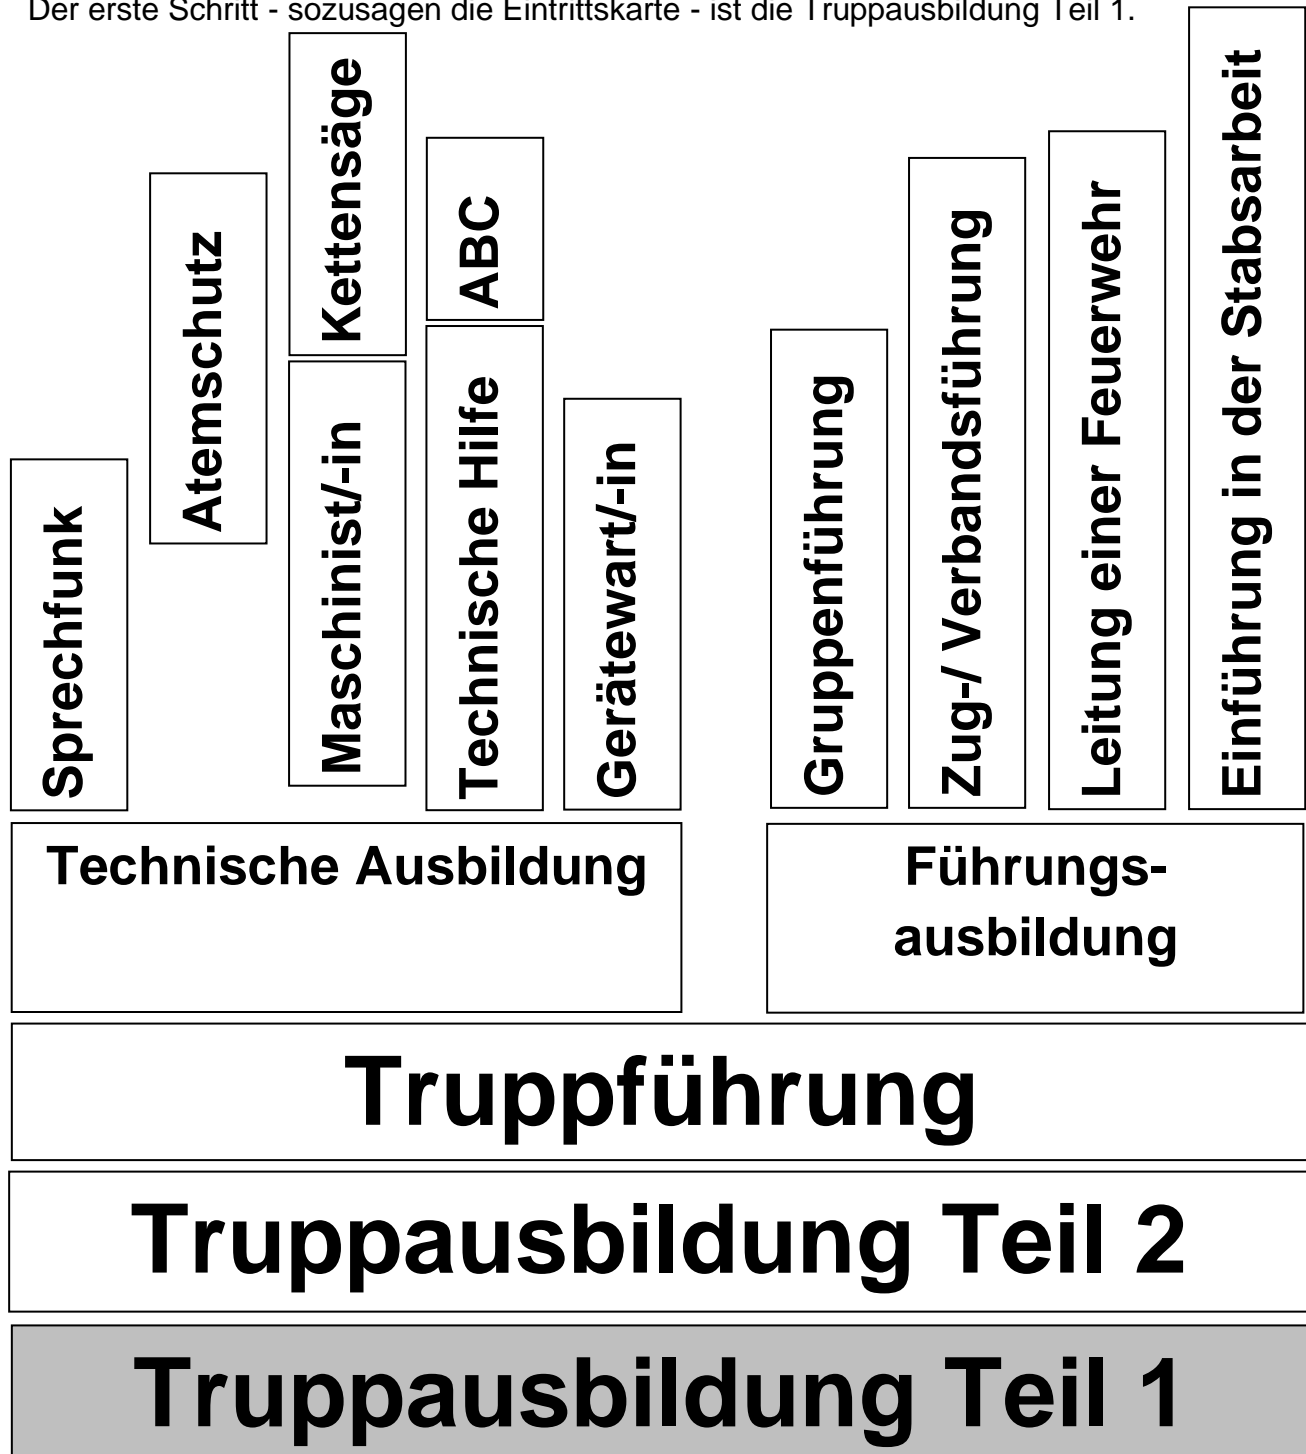 Der erste Schritt - sozusagen die Eintrittskarte - ist die Truppausbildung Teil 1.
Sprechfunk
Atemschutz
Kettensäge
Maschinist/-in
ABC
Technische Hilfe
Gerätewart/-in
Gruppenführung
Zug-/ Verbandsführung
Leitung einer Feuerwehr
Einführung in der Stabsarbeit
Technische Ausbildung
Führungs-
ausbildung
Truppführung
Truppausbildung Teil 2
Truppausbildung Teil 1